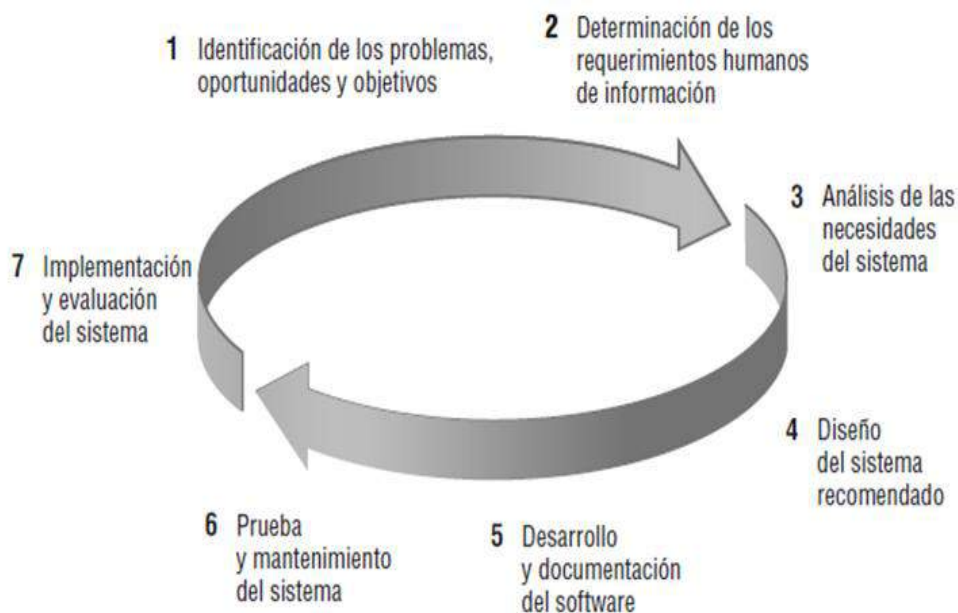 1 Identificación de los problemas,
oportunidades y objetivos
2 Determinación de los
requerimientos humanos
de información
3 Análisis de las
necesidades
del sistema
4 Diseño
del sistema
recomendado
5 Desarrollo
y documentación
del software
6 Prueba
y mantenimiento
del sistema
7 Implementación
y evaluación
del sistema